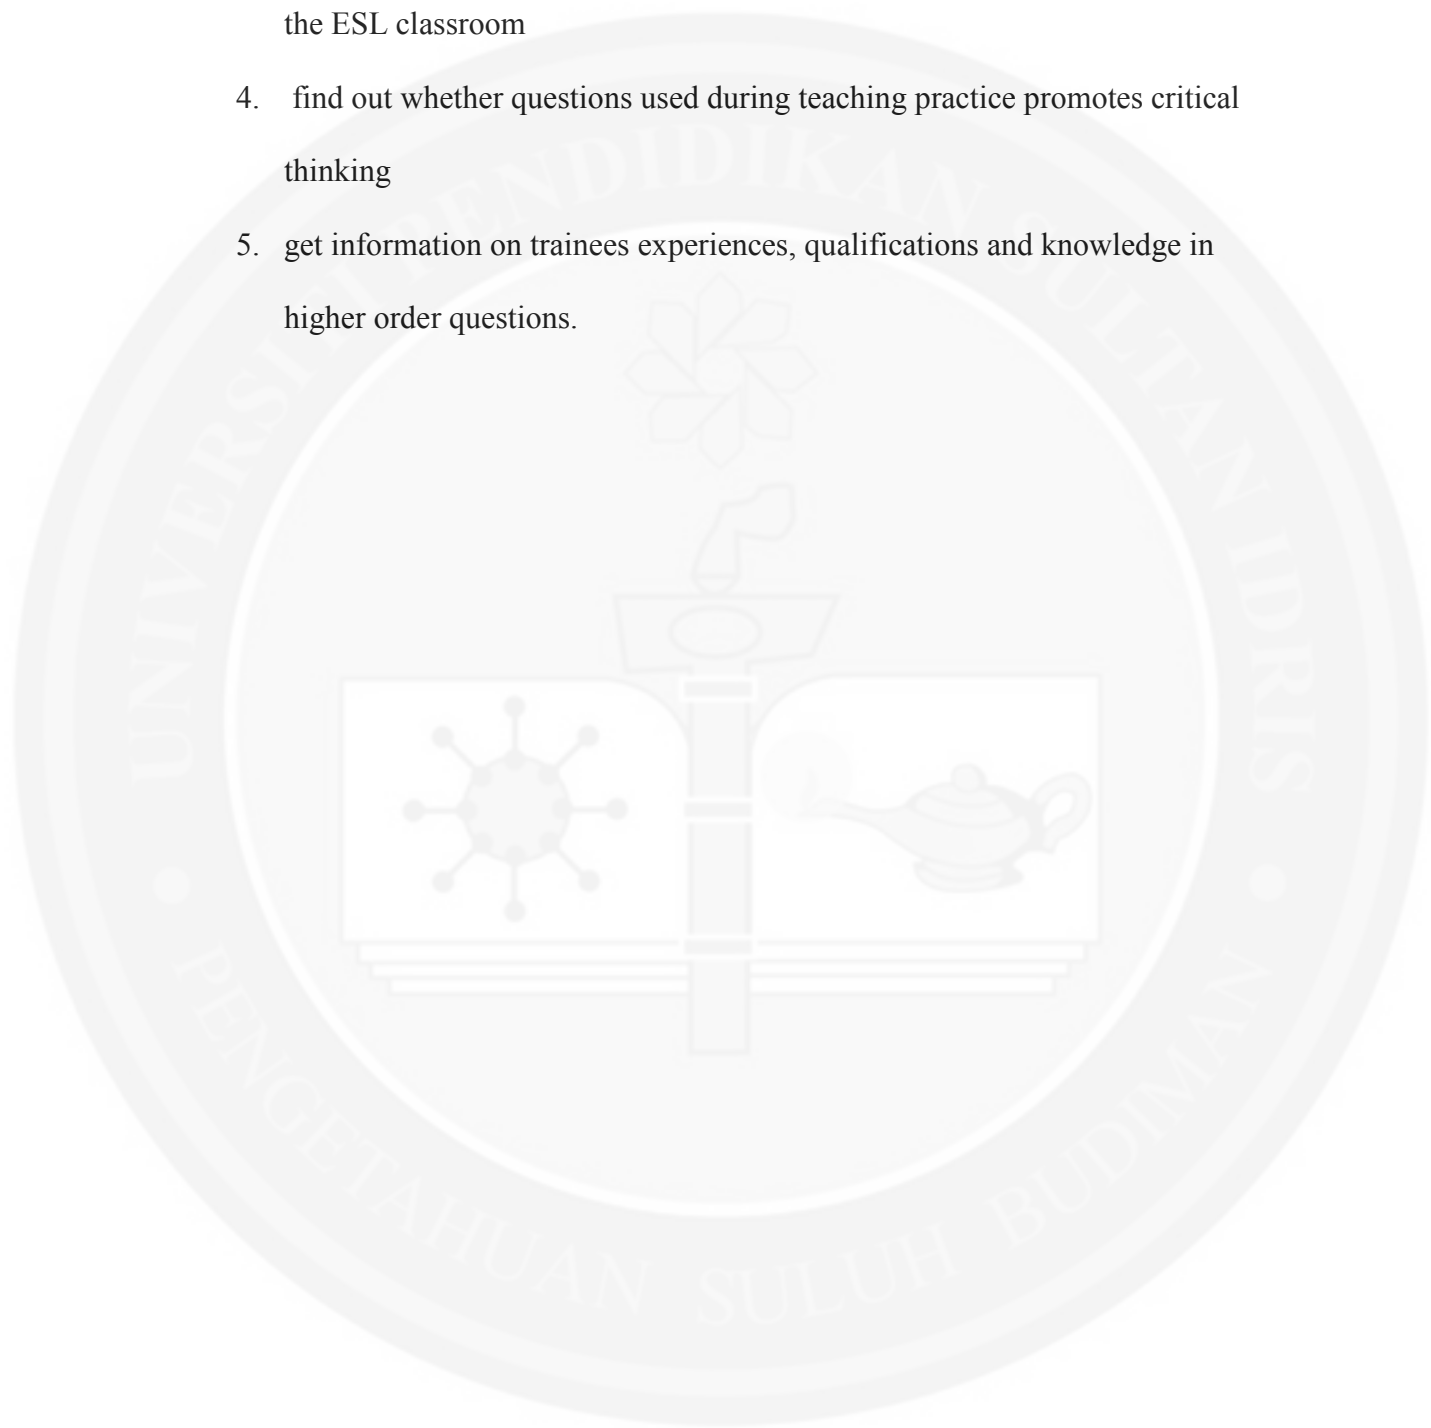 the ESL classroom
4. find out whether questions used during teaching practice promotes critical
thinking
5. get information on trainees experiences, qualifications and knowledge in
higher order questions.
UNIVERSITI PENDIDIKAN SULTAN IDRIS
PENGETAHUAN SULUH BUDIMAN